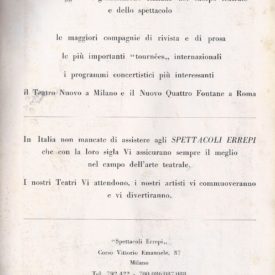 e dello spettacolo
le maggiori compagnie di rivista e di prosa
le più importanti "tournées„ internazionali
i programmi concertistici più interessanti
il Teatro Nuovo a Milano e il Nuovo Quattro Fontane a Roma
In Italia non mancate di assistere agli SPETTACOLI ERREPI
che con la loro sigla Vi assicurano sempre il meglio
nel campo dell'arte teatrale.
I nostri Teatri Vi attendono, i nostri artisti vi commuoveranno
e vi divertiranno.
"Spettacoli Errepi„
Corso Vittorio Emanuele, 37
Milano
Tel.